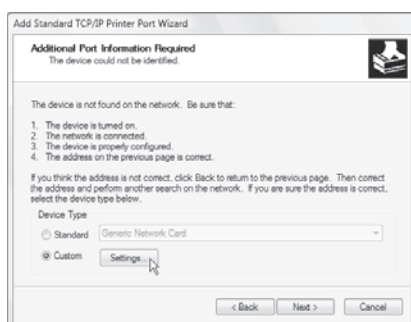 Add Standard TCP/IP Printer Port Wizard
Additional Port Information Required
The device could not be identified.
The device is not found on the network. Be sure that:
1. The device is turned on.
2. The network is connected.
3. The device is properly configured.
4. The address on the previous page is correct.
If you think the address is not correct, click Back to return to the previous page. Then correct
the address and perform another search on the network. If you are sure the address is correct,
select the device type below.
Device Type
Standard Generic Network Card
Custom Settings...
< Back Next > Cancel